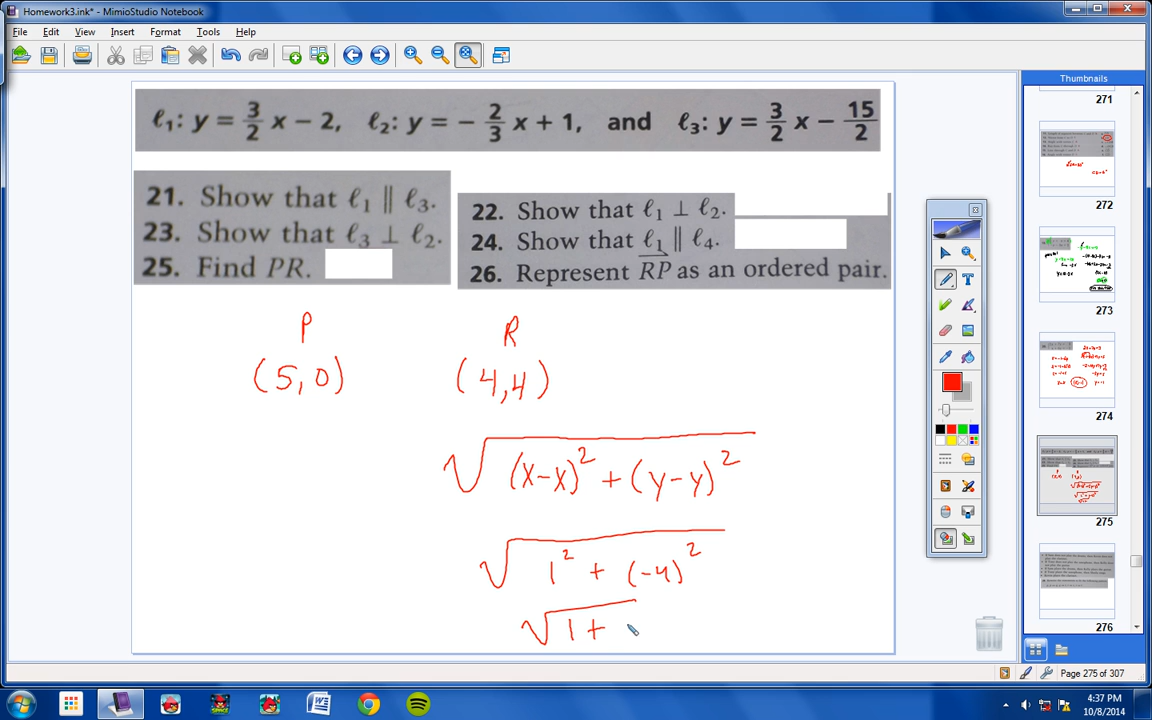 Homework3.ink* - MimioStudio Notebook
File Edit View Insert Format Tools Help
Thumbnails
271
272
273
274
275
276
ℓ₁: y = 3/2 x − 2, ℓ₂: y = − 2/3 x + 1, and ℓ₃: y = 3/2 x − 15/2
21. Show that ℓ₁ ∥ ℓ₃.
22. Show that ℓ₁ ⊥ ℓ₂.
23. Show that ℓ₃ ⊥ ℓ₂.
24. Show that ℓ₁ ∥ ℓ₄.
25. Find PR.
26. Represent RP⃗ as an ordered pair.
P R
(5,0) (4,4)
√(x-x)² + (y-y)²
√1² + (-4)²
√1 +
Page 275 of 307
4:37 PM
10/8/2014